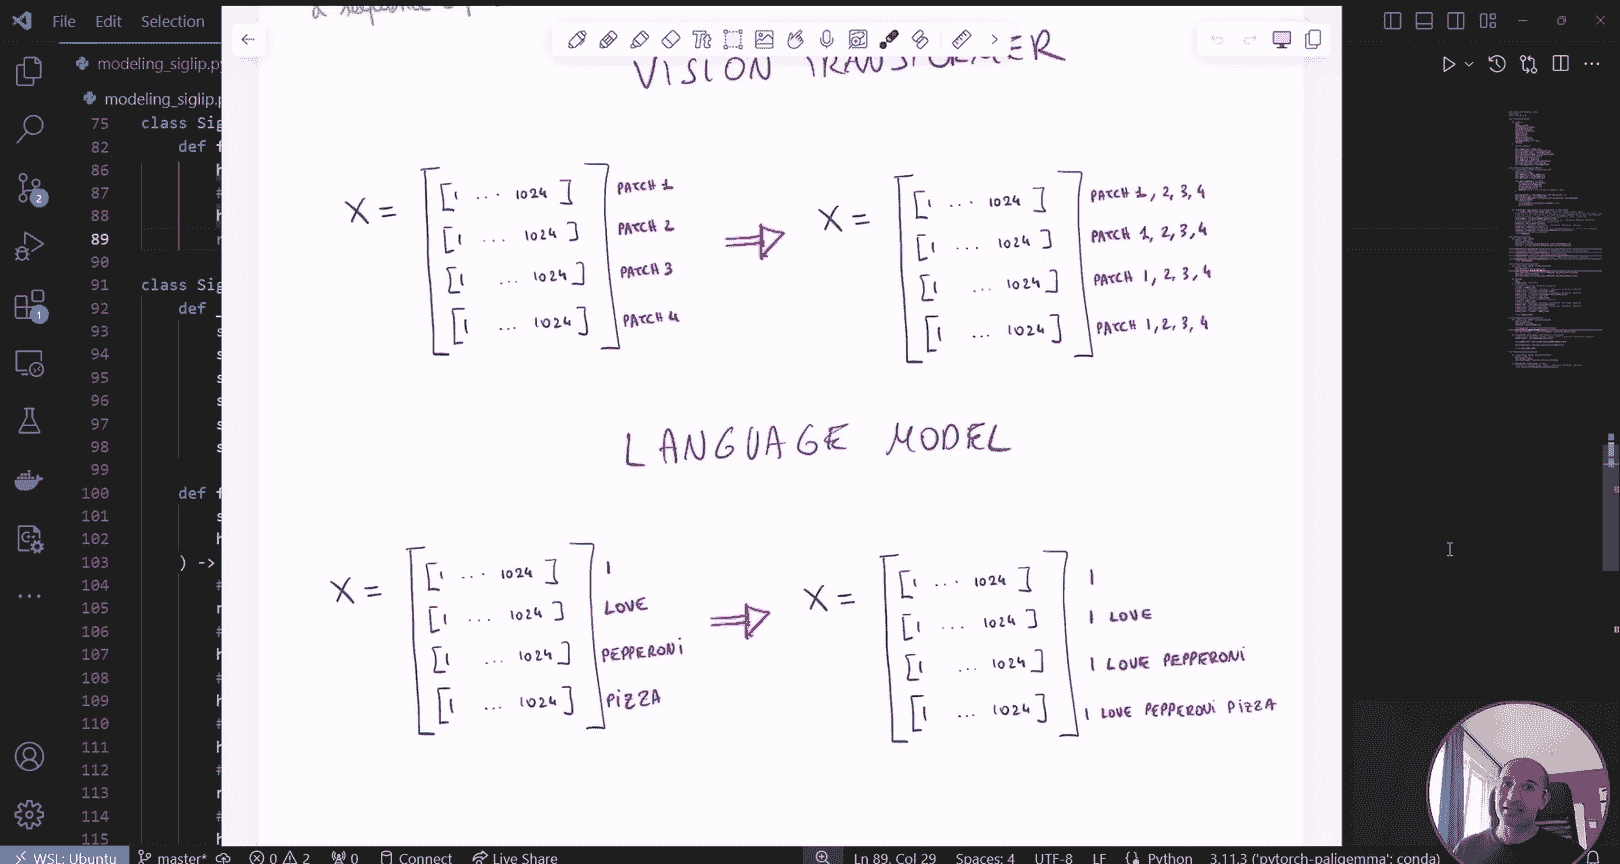 File Edit Selection
modeling_siglip.py
modeling_siglip.p
a sequence
VISION TRANSFORMER
X = [1 ... 1024] PATCH 1
[1 ... 1024] PATCH 2
[1 ... 1024] PATCH 3
[1 ... 1024] PATCH 4
X = [1 ... 1024] PATCH 1, 2, 3, 4
[1 ... 1024] PATCH 1, 2, 3, 4
[1 ... 1024] PATCH 1, 2, 3, 4
[1 ... 1024] PATCH 1, 2, 3, 4
LANGUAGE MODEL
X = [1 ... 1024] I
[1 ... 1024] LOVE
[1 ... 1024] PEPPERONI
[1 ... 1024] PIZZA
X = [1 ... 1024] I
[1 ... 1024] I LOVE
[1 ... 1024] I LOVE PEPPERONI
[1 ... 1024] I LOVE PEPPERONI PIZZA
75 class Sig
82 def f
86 h
87 #
88 h
89 r
90
91 class Sig
92 def _
93 s
94 s
95 s
96 s
97 s
98 s
99
100 def f
101 s
102 h
103 ) ->
104 #
105 r
106 #
107 h
108 #
109 h
110 #
111 h
112 #
113 r
114 #
115 h
2
1
Tt
WSL: Ubuntu master* 0 2 0 Connect Live Share Ln 89, Col 29 Spaces: 4 UTF-8 LF {} Python 3.11.3 ('pytorch-paligemma': conda)